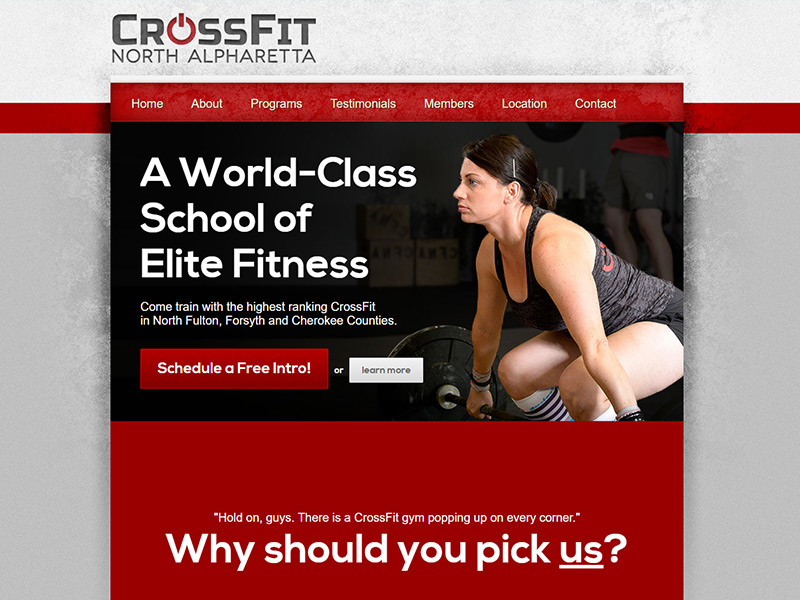 CROSSFIT
NORTH ALPHARETTA
Home About Programs Testimonials Members Location Contact
A World-Class
School of
Elite Fitness
Come train with the highest ranking CrossFit
in North Fulton, Forsyth and Cherokee Counties.
Schedule a Free Intro! or learn more
"Hold on, guys. There is a CrossFit gym popping up on every corner."
Why should you pick us?